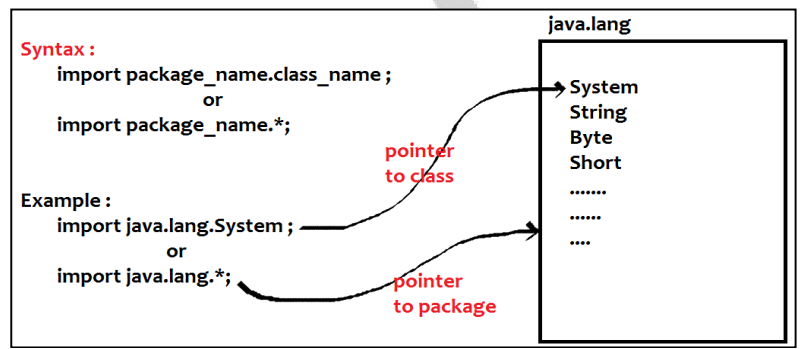 java.lang
Syntax :
import package_name.class_name ;
or
import package_name.*;
pointer
to class
Example :
import java.lang.System ;
or
import java.lang.*;
pointer
to package
System
String
Byte
Short
.......
......
....